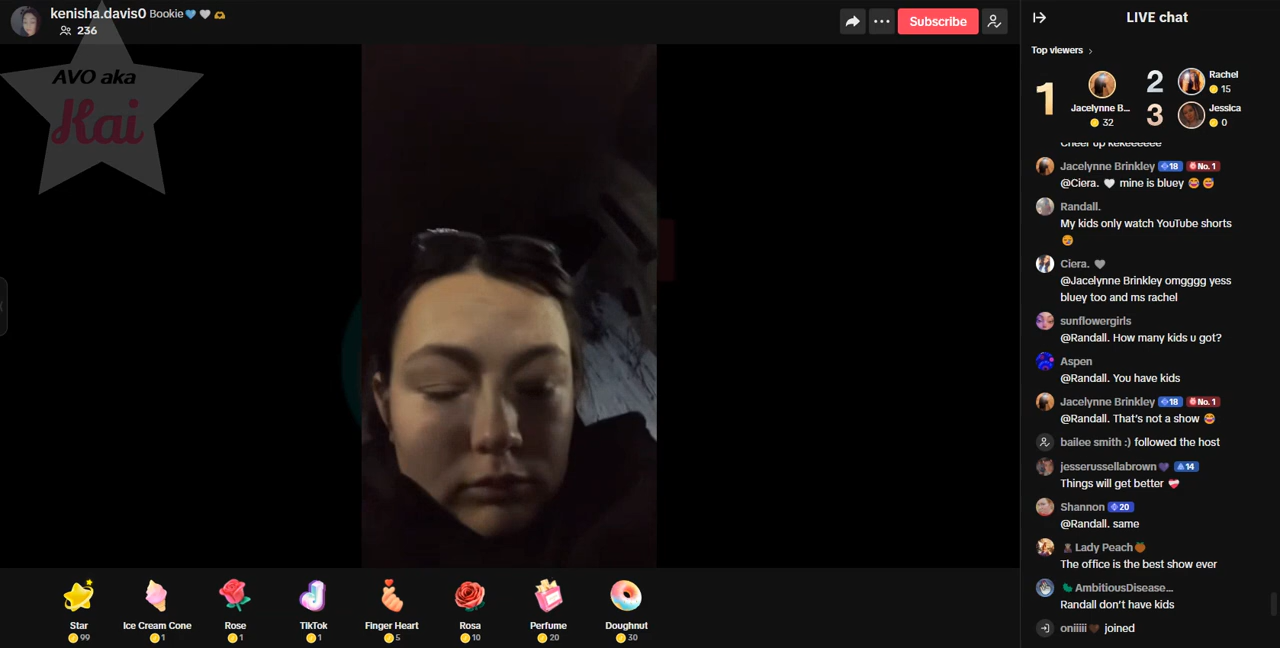 kenisha.davis0 Bookie💙🤍🫶
236
Subscribe
AVO aka
Kai
LIVE chat
Top viewers
1
Jacelynne B...
32
2
Rachel
15
3
Jessica
0
Cheer up kekeeeeee
Jacelynne Brinkley 18 No. 1
@Ciera. 🤍 mine is bluey 😂 😅
Randall.
My kids only watch YouTube shorts
😅
Ciera. 🤍
@Jacelynne Brinkley omgggg yess
bluey too and ms rachel
sunflowergirls
@Randall. How many kids u got?
Aspen
@Randall. You have kids
Jacelynne Brinkley 18 No. 1
@Randall. That's not a show 😂
bailee smith :) followed the host
jesserussellabrown💜 14
Things will get better ❤️‍🩹
Shannon 20
@Randall. same
Lady Peach🍑
The office is the best show ever
AmbitiousDisease...
Randall don't have kids
oniiiii🤎 joined
Star
99
Ice Cream Cone
1
Rose
1
TikTok
1
Finger Heart
5
Rosa
10
Perfume
20
Doughnut
30